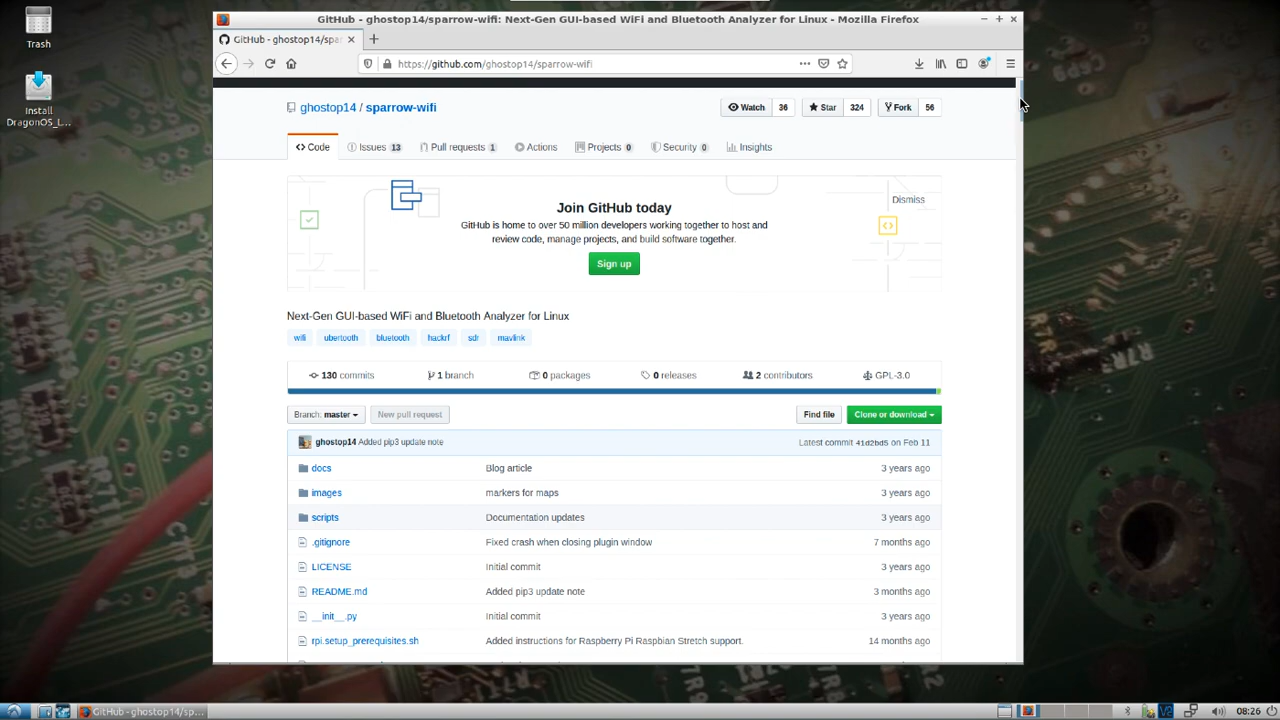 Trash
Install
DragonOS_L...
GitHub - ghostop14/sparrow-wifi: Next-Gen GUI-based WiFi and Bluetooth Analyzer for Linux - Mozilla Firefox
GitHub - ghostop14/spar
https://github.com/ghostop14/sparrow-wifi
ghostop14 / sparrow-wifi
Watch 36 Star 324 Fork 56
Code Issues 13 Pull requests 1 Actions Projects 0 Security 0 Insights
Dismiss
Join GitHub today
GitHub is home to over 50 million developers working together to host and
review code, manage projects, and build software together.
Sign up
Next-Gen GUI-based WiFi and Bluetooth Analyzer for Linux
wifi ubertooth bluetooth hackrf sdr mavlink
130 commits 1 branch 0 packages 0 releases 2 contributors GPL-3.0
Branch: master New pull request Find file Clone or download
ghostop14 Added pip3 update note Latest commit 41d2bd5 on Feb 11
docs Blog article 3 years ago
images markers for maps 3 years ago
scripts Documentation updates 3 years ago
.gitignore Fixed crash when closing plugin window 7 months ago
LICENSE Initial commit 3 years ago
README.md Added pip3 update note 3 months ago
__init__.py Initial commit 3 years ago
rpi.setup_prerequisites.sh Added instructions for Raspberry Pi Raspbian Stretch support. 14 months ago
GitHub - ghostop14/sp... V2 08:26